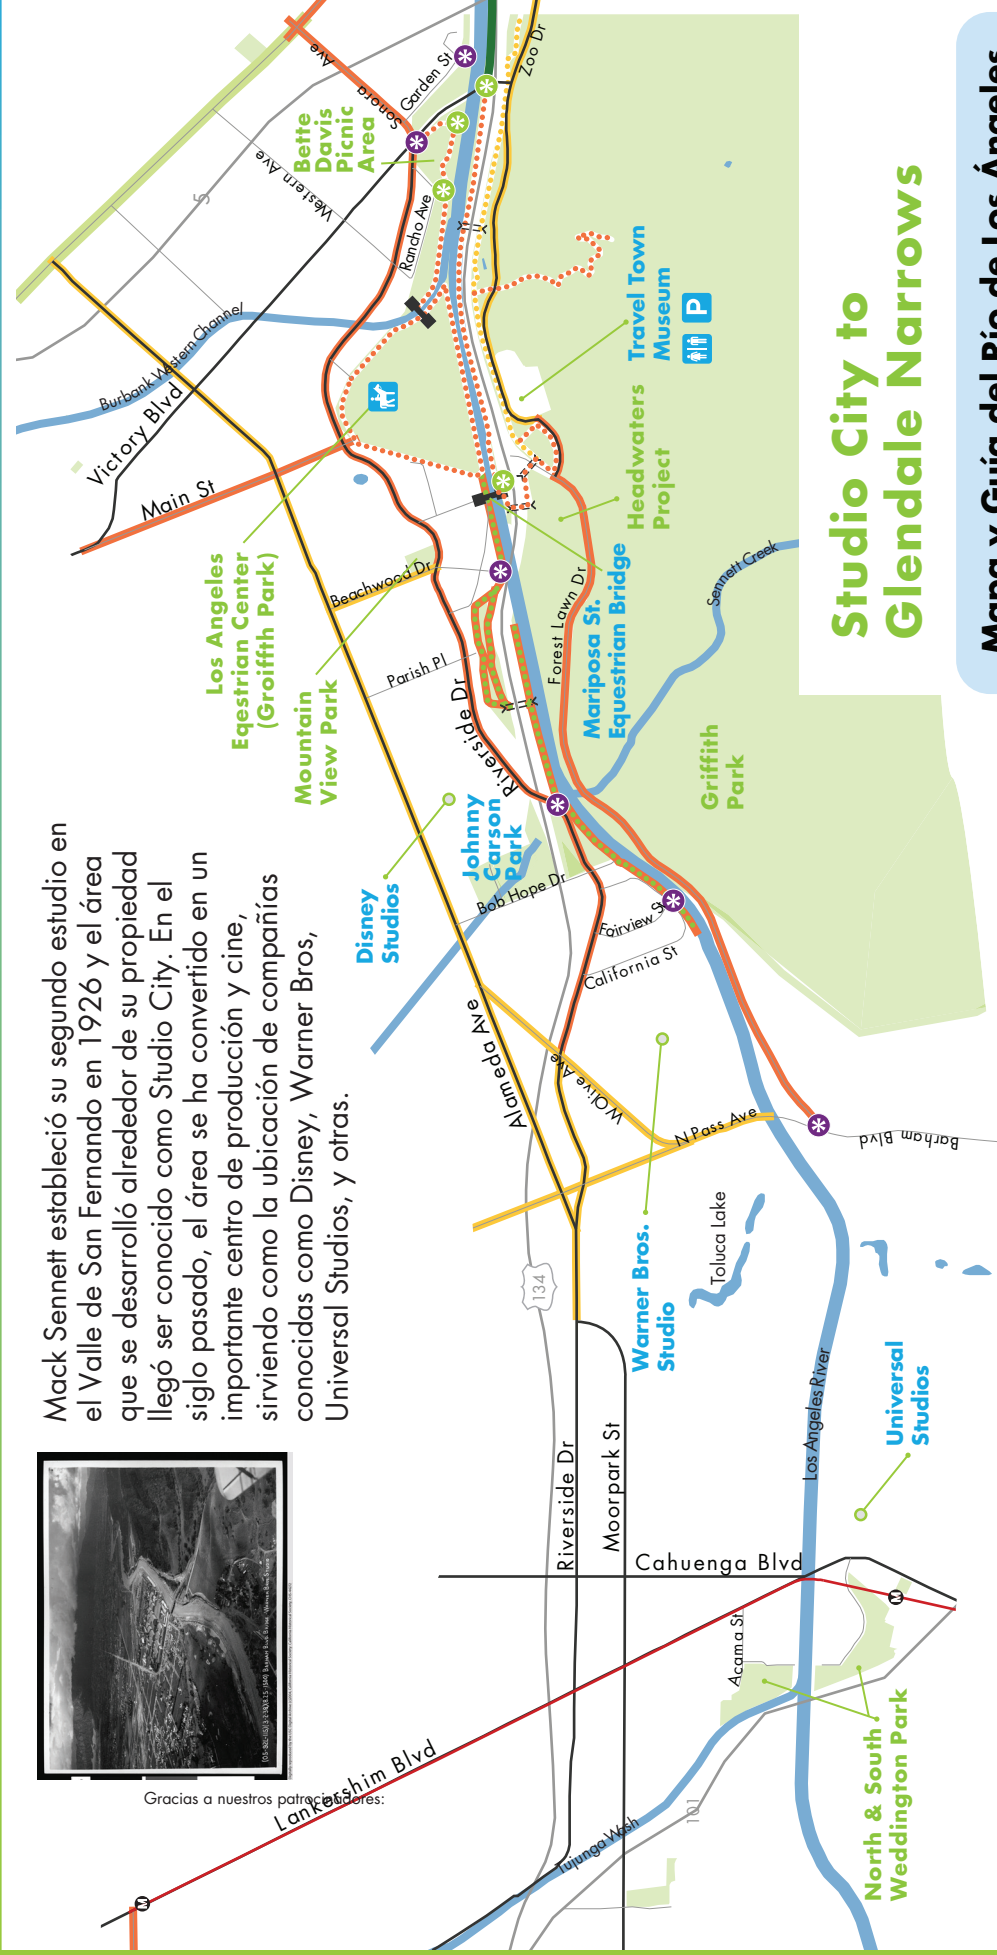 Mack Sennett estableció su segundo estudio en
el Valle de San Fernando en 1926 y el área
que se desarrolló alrededor de su propiedad
llegó ser conocido como Studio City. En el
siglo pasado, el área se ha convertido en un
importante centro de producción y cine,
sirviendo como la ubicación de compañías
conocidas como Disney, Warner Bros,
Universal Studios, y otras.
Gracias a nuestros patrocinadores:
Lankershim Blvd
Tujunga Wash
101
North & South
Weddington Park
Acama St
Cahuenga Blvd
Riverside Dr
Moorpark St
M
M
Universal
Studios
Los Angeles River
134
Warner Bros.
Studio
Toluca Lake
Barham Blvd
N Pass Ave
W Olive Ave
Alameda Ave
California St
Fairview St
Bob Hope Dr
Disney
Studios
Johnny
Carson
Park
Riverside Dr
Parish Pl
Beachwood Dr
Mountain
View Park
Los Angeles
Eqestrian Center
(Groiffth Park)
Main St
Victory Blvd
Burbank Western Channel
5
Western Ave
Sonora Ave
Garden St
Rancho Ave
Bette
Davis
Picnic
Area
Zoo Dr
Travel Town
Museum
P
Headwaters
Project
Mariposa St.
Equestrian Bridge
Forest Lawn Dr
Sennett Creek
Griffith
Park
Studio City to
Glendale Narrows
Mapa y Guía del Río de Los Ángeles